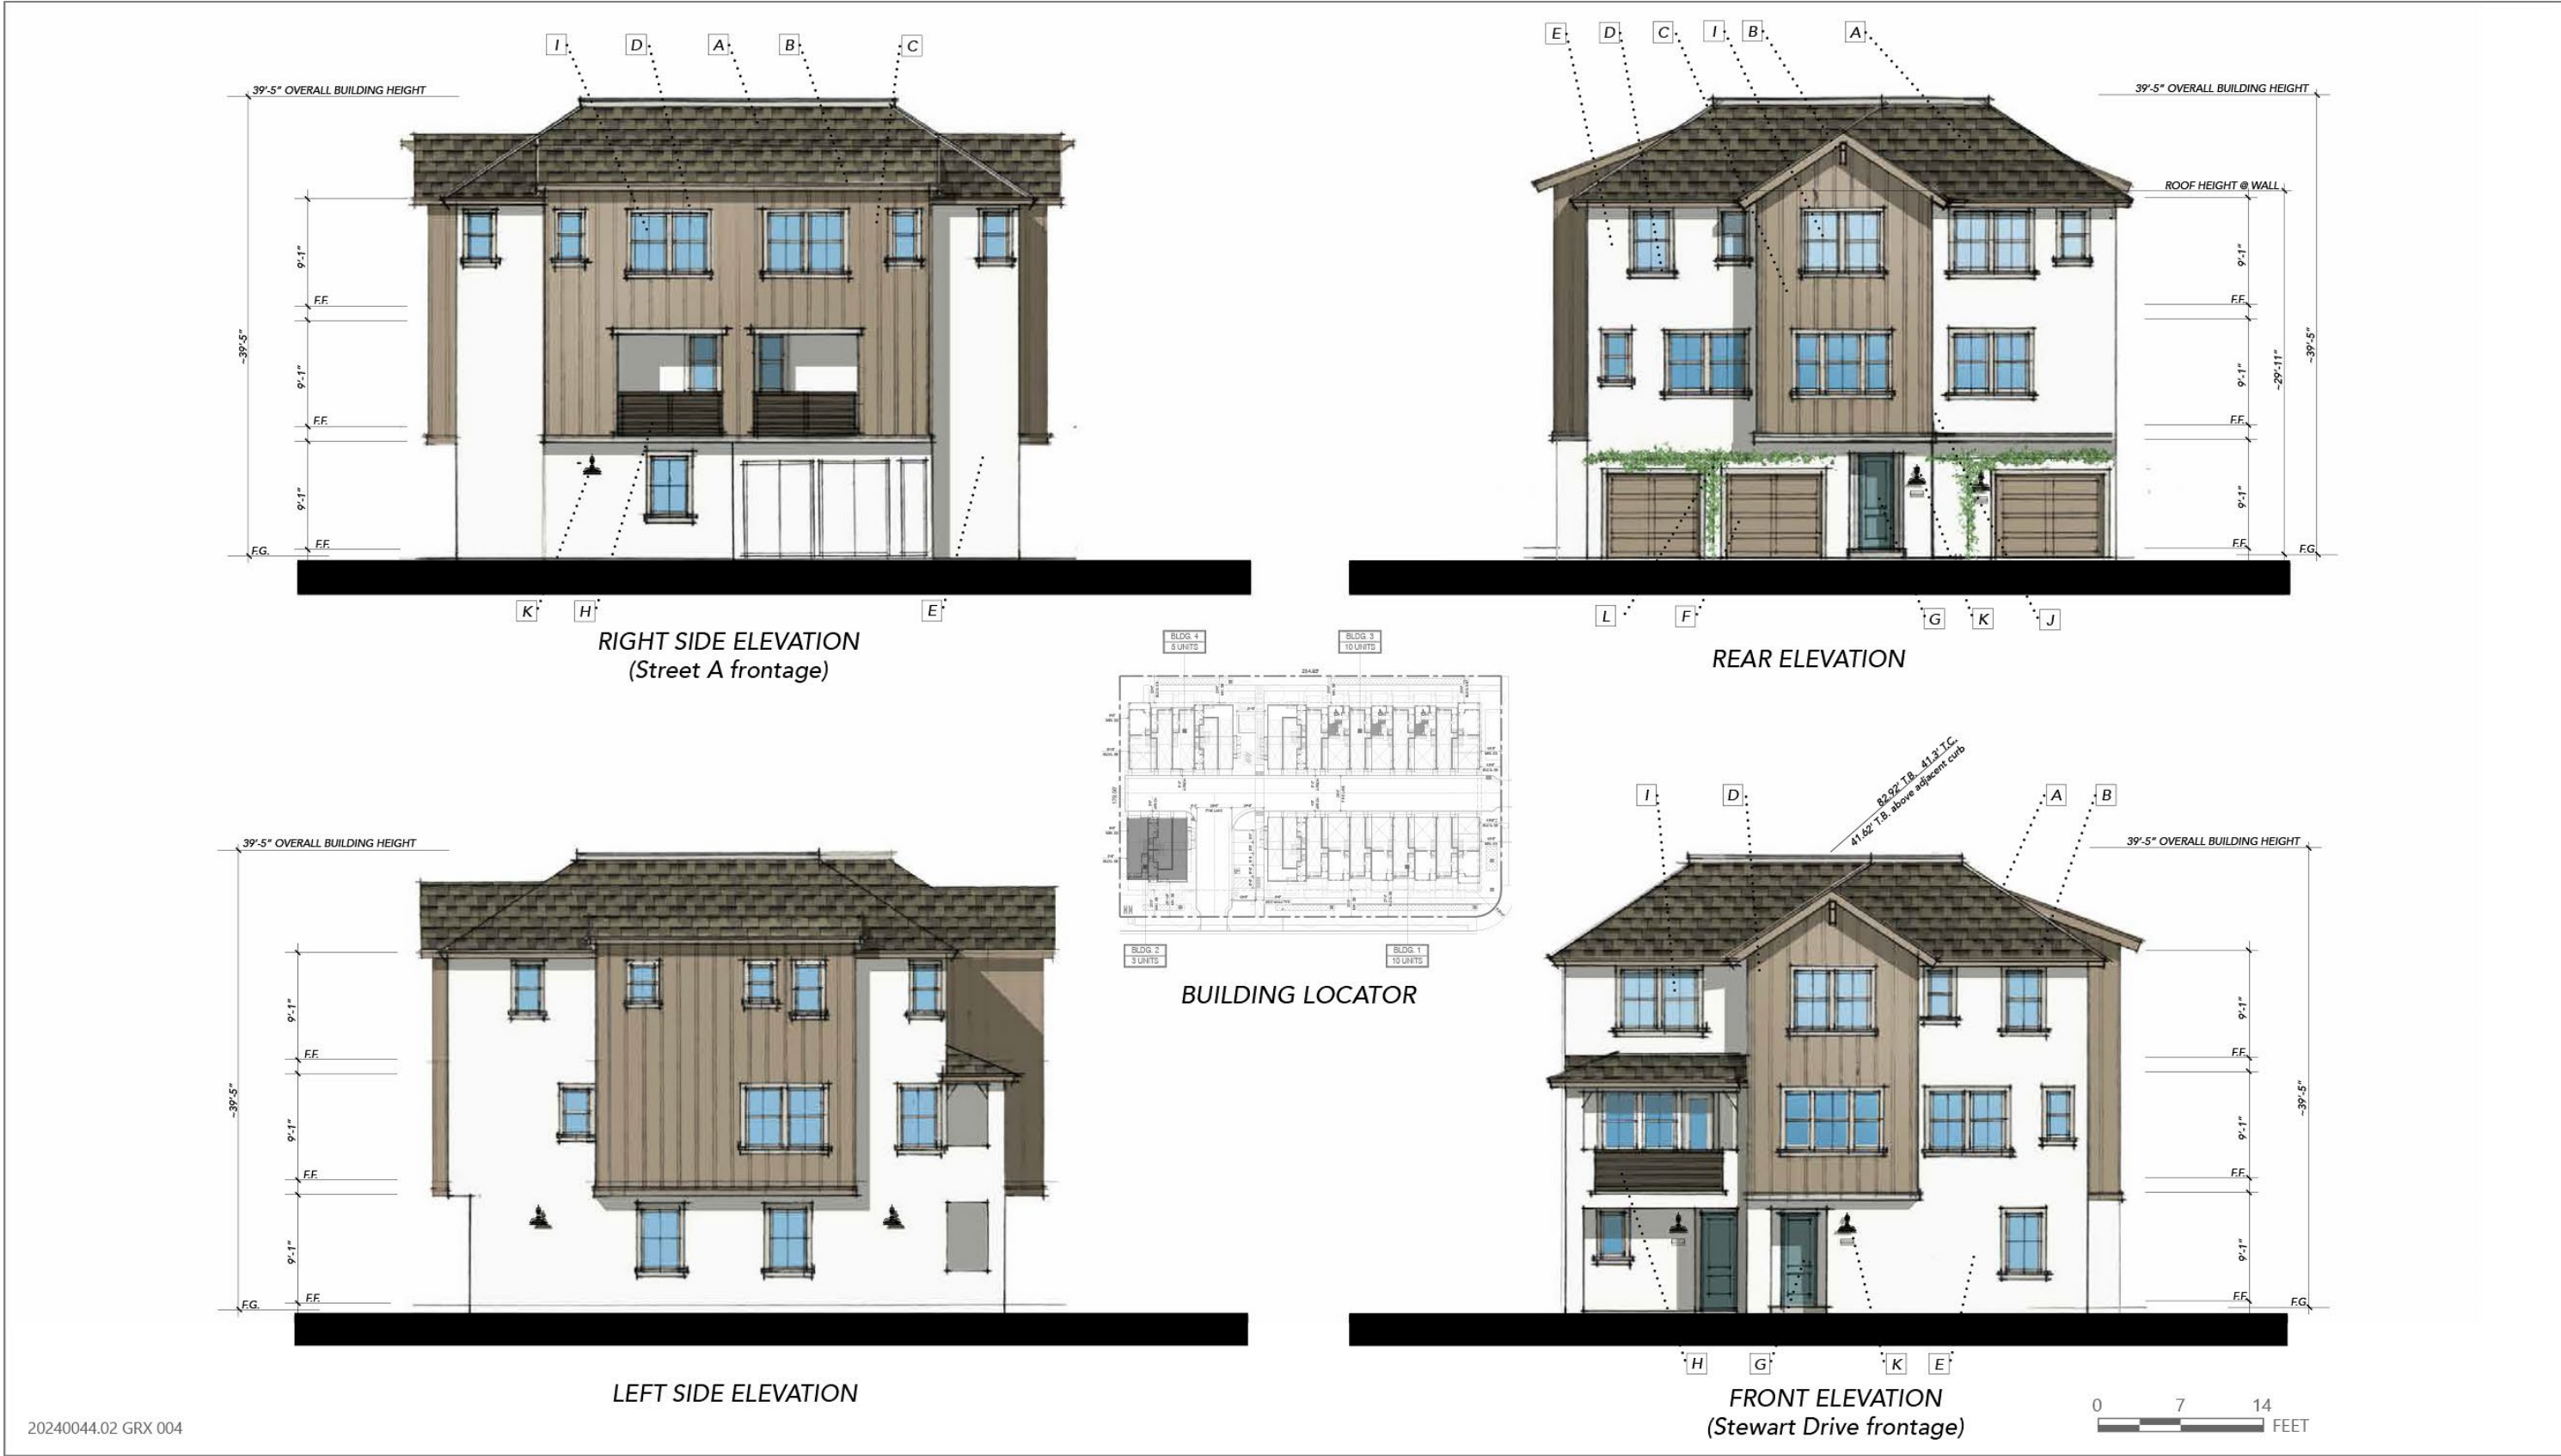 I
D
A
B
C
39'-5" OVERALL BUILDING HEIGHT
9'-1"
F.F.
~39'-5"
9'-1"
F.F.
9'-1"
F.G.
F.F.
K
H
E
RIGHT SIDE ELEVATION
(Street A frontage)
E
D
C
I
B
A
39'-5" OVERALL BUILDING HEIGHT
ROOF HEIGHT @ WALL
9'-1"
F.F.
~39'-5"
~29'-11"
9'-1"
F.F.
9'-1"
F.F.
F.G.
L
F
G
K
J
REAR ELEVATION
BLDG. 4
5 UNITS
BLDG. 3
10 UNITS
BLDG. 2
3 UNITS
BLDG. 1
10 UNITS
BUILDING LOCATOR
39'-5" OVERALL BUILDING HEIGHT
9'-1"
F.F.
~39'-5"
9'-1"
F.F.
9'-1"
F.G.
F.F.
LEFT SIDE ELEVATION
I
D
82.92' T.B. 41.3' T.C.
41.62' T.B. above adjacent curb
A
B
39'-5" OVERALL BUILDING HEIGHT
9'-1"
F.F.
~39'-5"
9'-1"
F.F.
9'-1"
F.F.
F.G.
H
G
K
E
FRONT ELEVATION
(Stewart Drive frontage)
0 7 14
FEET
20240044.02 GRX 004